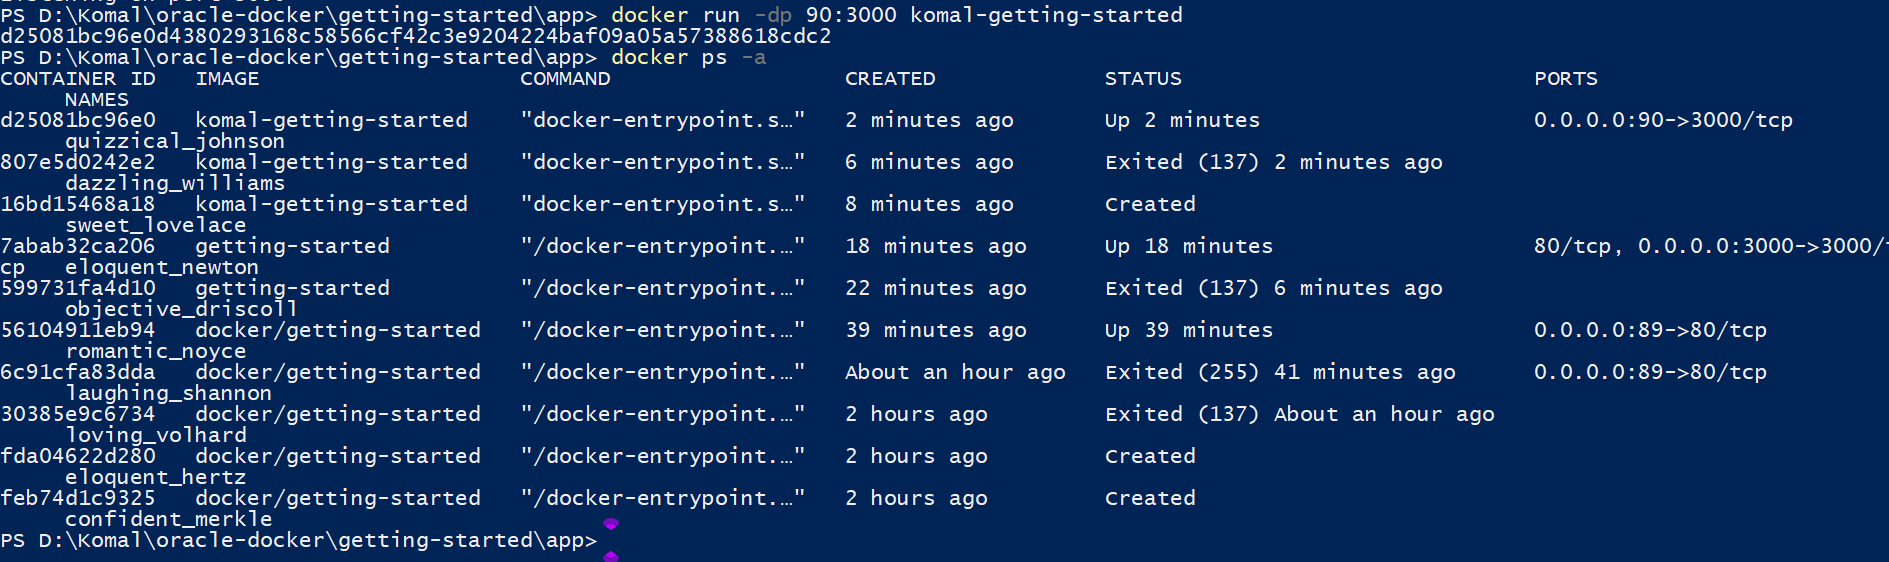 PS D:\Komal\oracle-docker\getting-started\app> docker run -dp 90:3000 komal-getting-started
d25081bc96e0d4380293168c58566cf42c3e9204224baf09a05a57388618cdc2
PS D:\Komal\oracle-docker\getting-started\app> docker ps -a
CONTAINER ID   IMAGE                    COMMAND                  CREATED             STATUS                           PORTS
     NAMES
d25081bc96e0   komal-getting-started    "docker-entrypoint.s…"   2 minutes ago       Up 2 minutes                     0.0.0.0:90->3000/tcp
     quizzical_johnson
807e5d0242e2   komal-getting-started    "docker-entrypoint.s…"   6 minutes ago       Exited (137) 2 minutes ago
     dazzling_williams
16bd15468a18   komal-getting-started    "docker-entrypoint.s…"   8 minutes ago       Created
     sweet_lovelace
7abab32ca206   getting-started          "/docker-entrypoint.…"   18 minutes ago      Up 18 minutes                    80/tcp, 0.0.0.0:3000->3000/t
cp   eloquent_newton
599731fa4d10   getting-started          "/docker-entrypoint.…"   22 minutes ago      Exited (137) 6 minutes ago
     objective_driscoll
56104911eb94   docker/getting-started   "/docker-entrypoint.…"   39 minutes ago      Up 39 minutes                    0.0.0.0:89->80/tcp
     romantic_noyce
6c91cfa83dda   docker/getting-started   "/docker-entrypoint.…"   About an hour ago   Exited (255) 41 minutes ago      0.0.0.0:89->80/tcp
     laughing_shannon
30385e9c6734   docker/getting-started   "/docker-entrypoint.…"   2 hours ago         Exited (137) About an hour ago
     loving_volhard
fda04622d280   docker/getting-started   "/docker-entrypoint.…"   2 hours ago         Created
     eloquent_hertz
feb74d1c9325   docker/getting-started   "/docker-entrypoint.…"   2 hours ago         Created
     confident_merkle
PS D:\Komal\oracle-docker\getting-started\app>